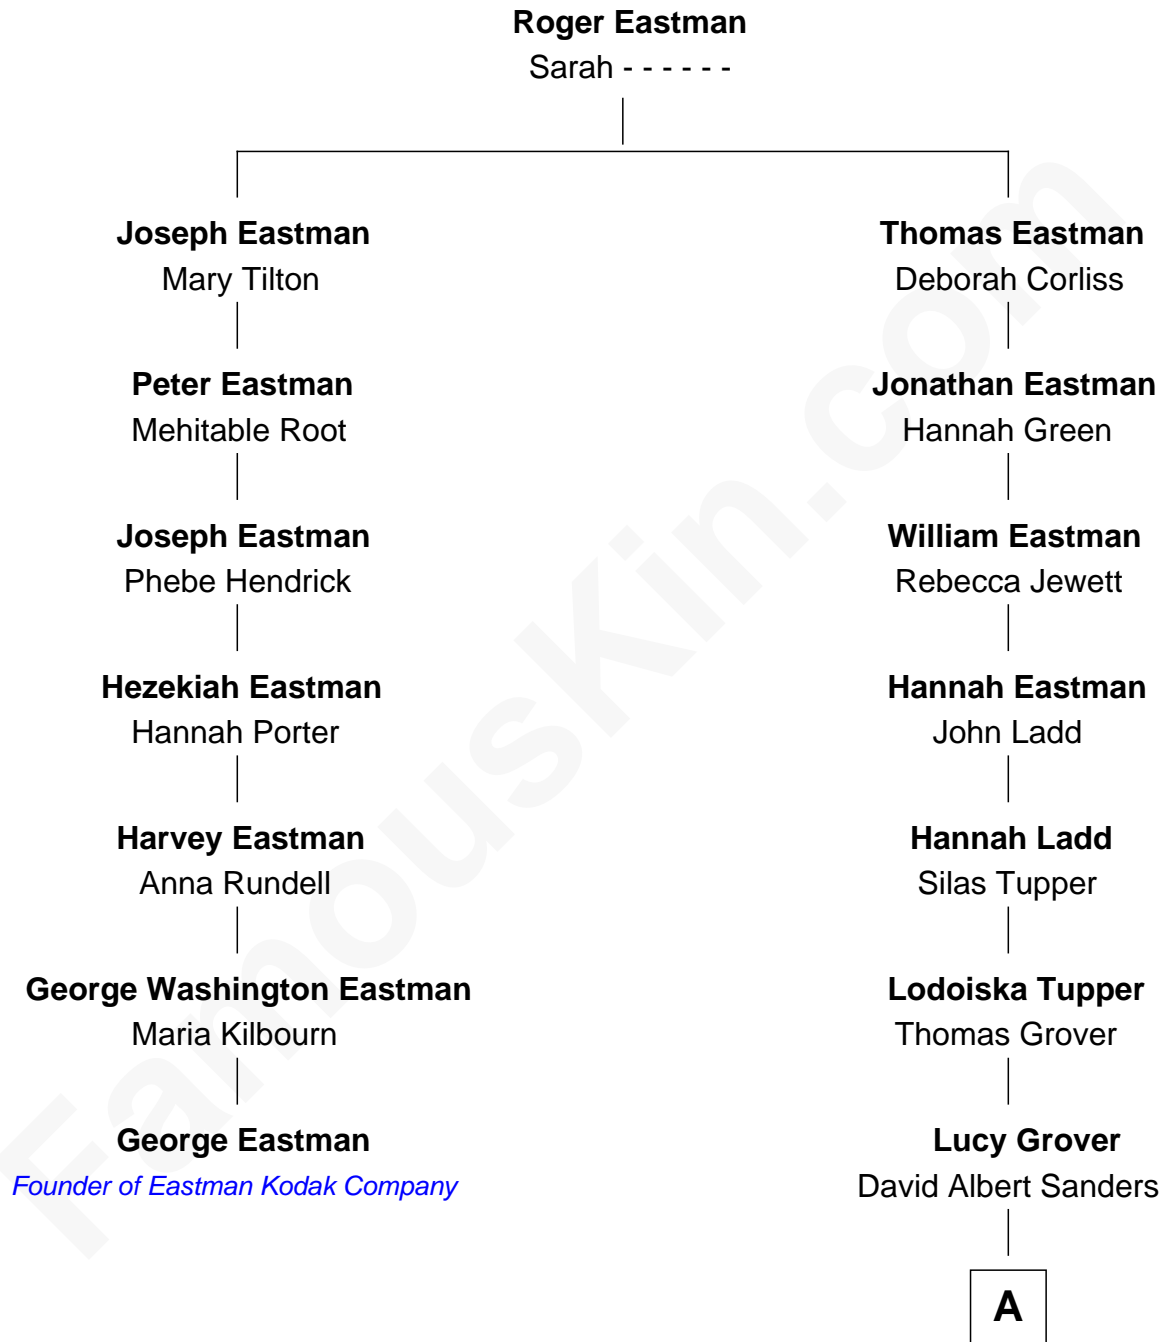 Roger Eastman
Sarah - - - - - -
Joseph Eastman
Mary Tilton
Thomas Eastman
Deborah Corliss
Peter Eastman
Mehitable Root
Jonathan Eastman
Hannah Green
Joseph Eastman
Phebe Hendrick
William Eastman
Rebecca Jewett
Hezekiah Eastman
Hannah Porter
Hannah Eastman
John Ladd
Harvey Eastman
Anna Rundell
Hannah Ladd
Silas Tupper
George Washington Eastman
Maria Kilbourn
Lodoiska Tupper
Thomas Grover
George Eastman
Founder of Eastman Kodak Company
Lucy Grover
David Albert Sanders
A
FamousKin.com